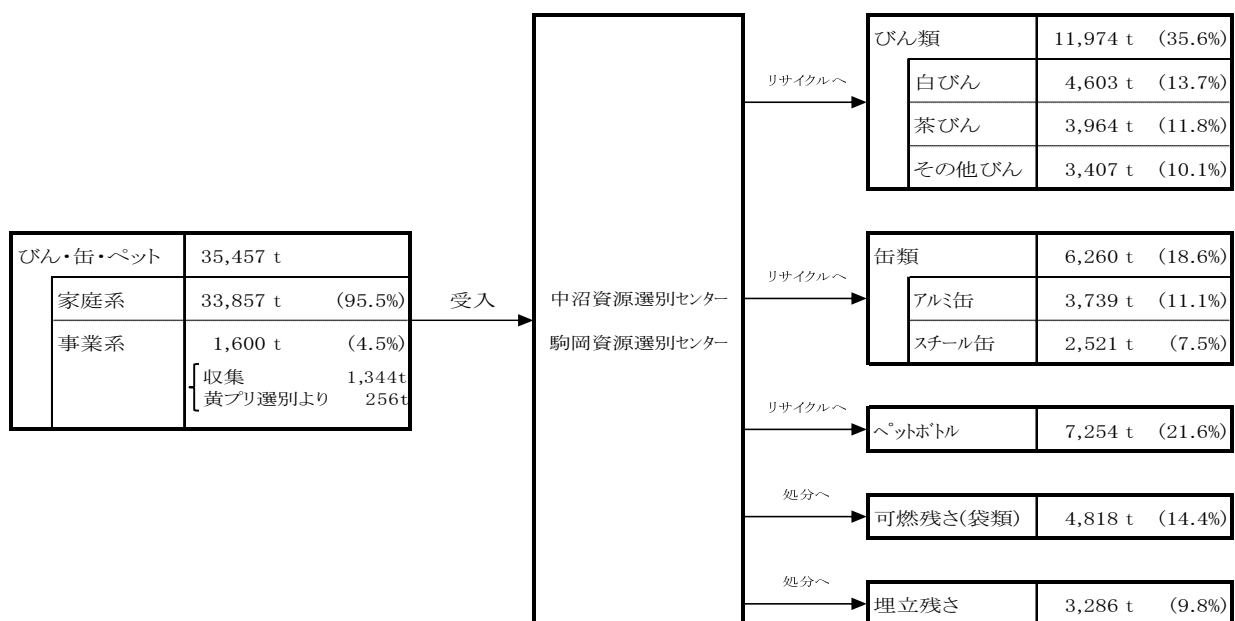 びん・缶・ペット 35,457 t
家庭系 33,857 t (95.5%)
事業系 1,600 t (4.5%)
収集 1,344t
黄プリ選別より 256t
受入
中沼資源選別センター
駒岡資源選別センター
リサイクルへ
びん類 11,974 t (35.6%)
白びん 4,603 t (13.7%)
茶びん 3,964 t (11.8%)
その他びん 3,407 t (10.1%)
リサイクルへ
缶類 6,260 t (18.6%)
アルミ缶 3,739 t (11.1%)
スチール缶 2,521 t (7.5%)
リサイクルへ
ペットボトル 7,254 t (21.6%)
処分へ
可燃残さ(袋類) 4,818 t (14.4%)
処分へ
埋立残さ 3,286 t (9.8%)